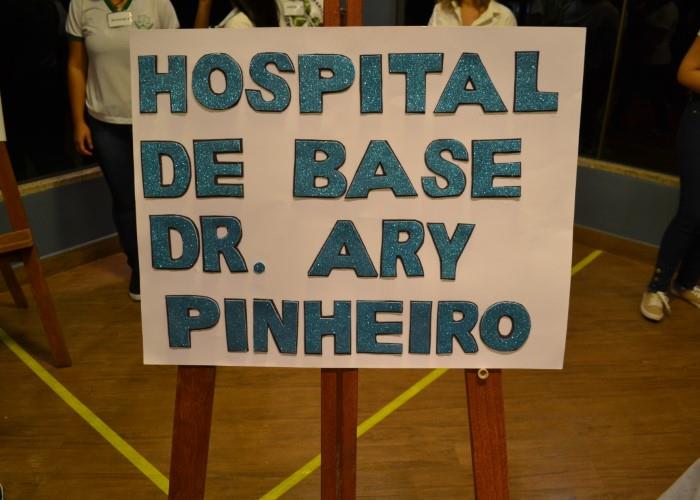 HOSPITAL
DE BASE
DR. ARY
PINHEIRO